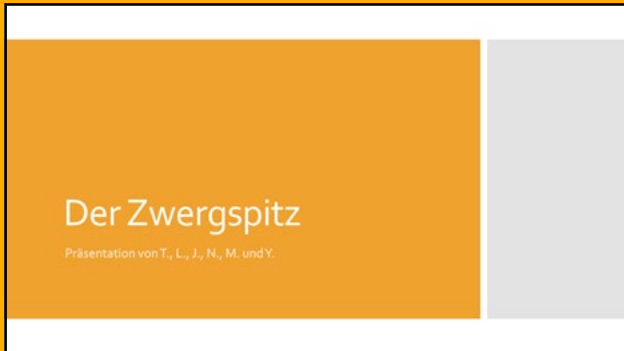 Der Zwergspitz
Präsentation von T., L., J., N., M. und Y.